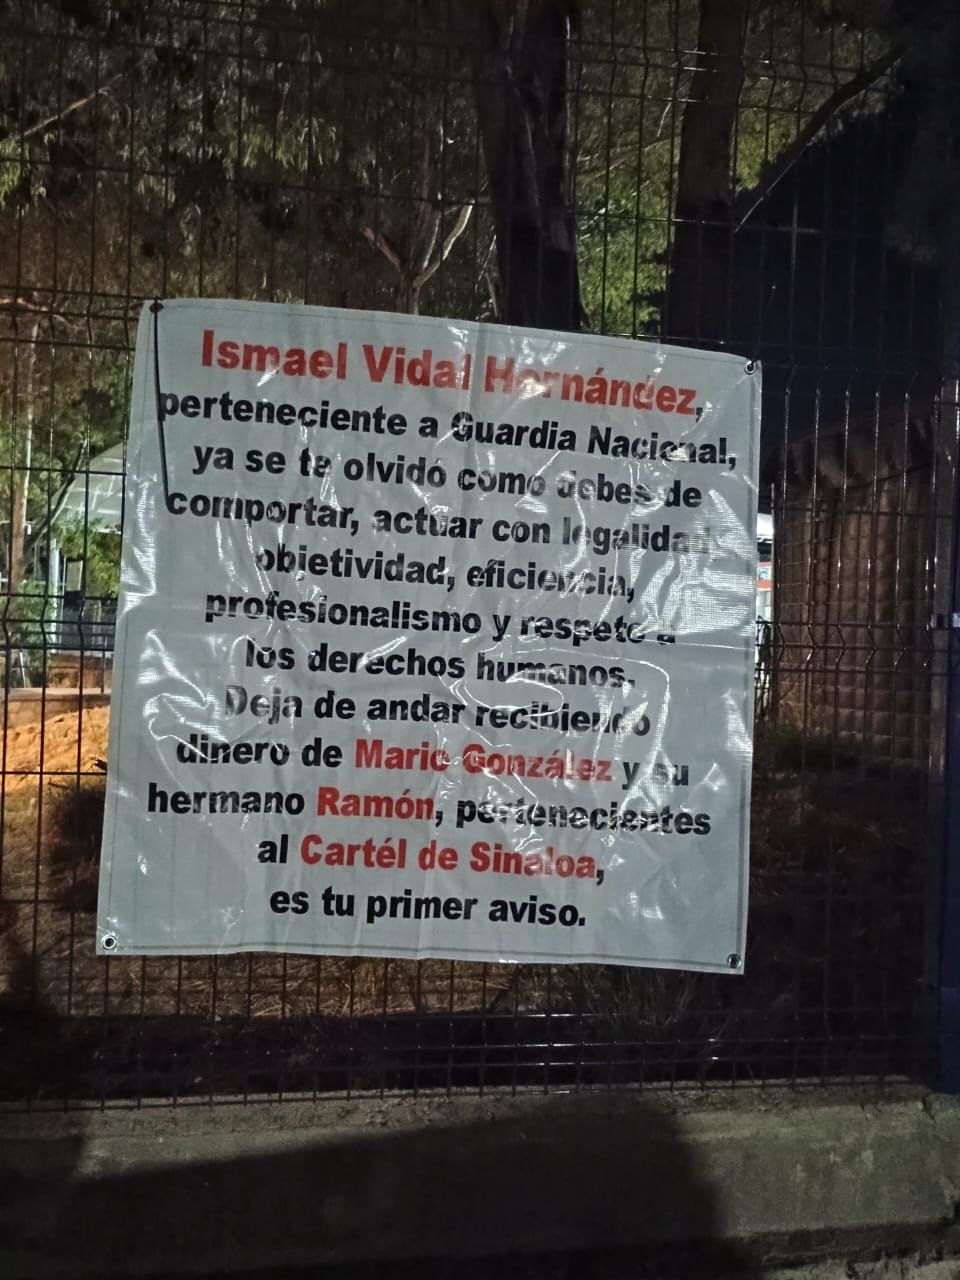 Ismael Vidal Hernández,
perteneciente a Guardia Nacional,
ya se te olvidó como debes de
comportar, actuar con legalidad
objetividad, eficiencia,
profesionalismo y respeto a
los derechos humanos.
Deja de andar recibiendo
dinero de Mario González y su
hermano Ramón, pertenecientes
al Cartél de Sinaloa,
es tu primer aviso.